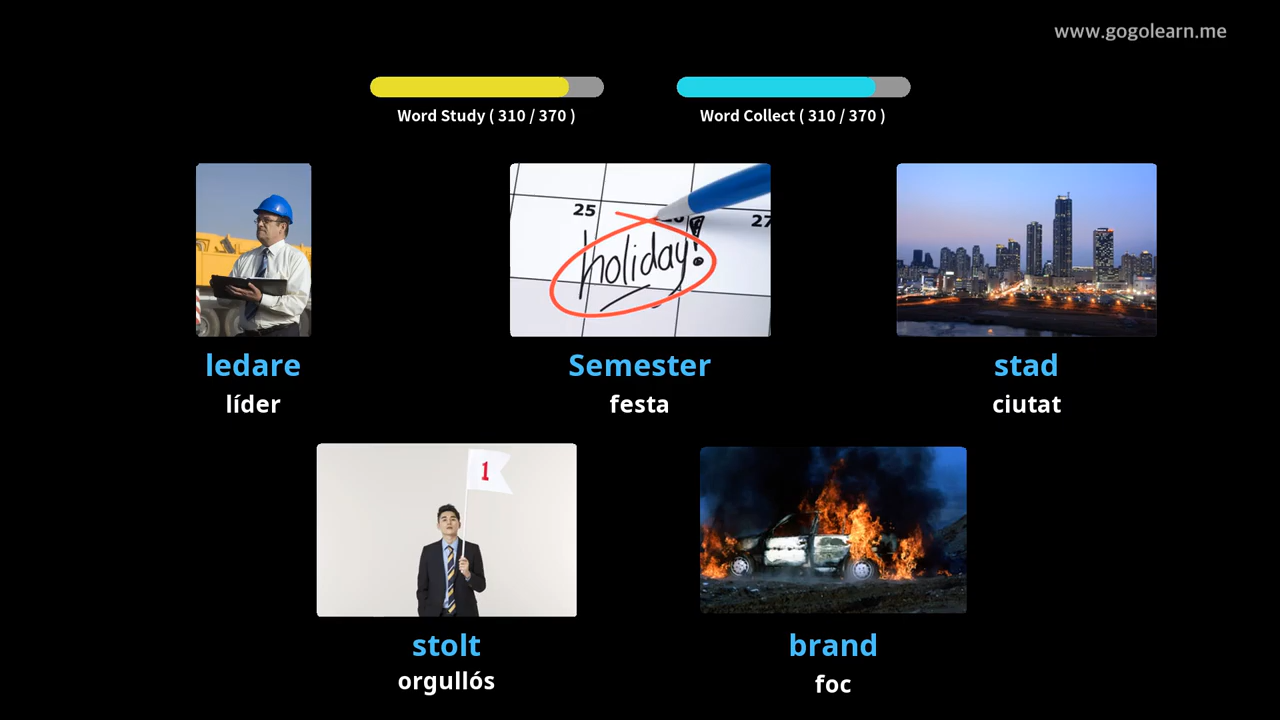 www.gogolearn.me
Word Study ( 310 / 370 )
Word Collect ( 310 / 370 )
25
27
holiday!
ledare
Semester
stad
líder
festa
ciutat
1
stolt
brand
orgullós
foc